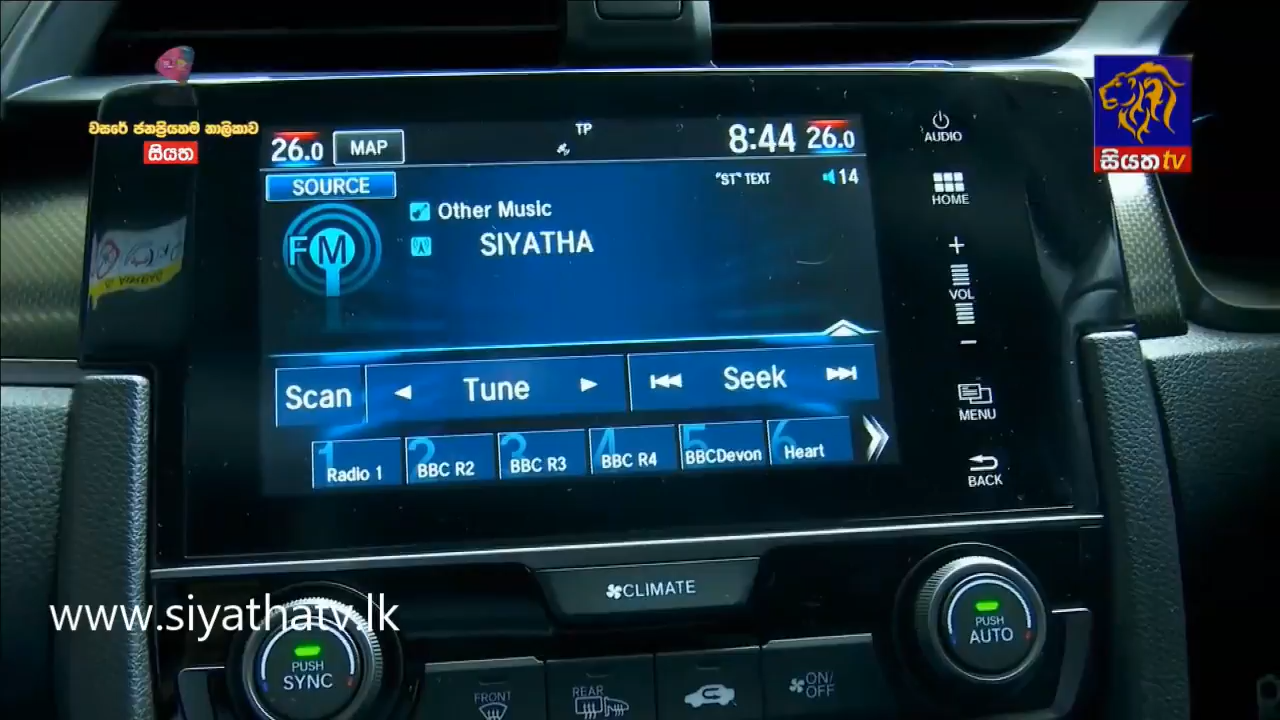 වසරේ ජනප්‍රියතම නාලිකාව
සියත
සියත tv
26.0 MAP TP 8:44 26.0
SOURCE "ST" TEXT 14
FM Other Music
SIYATHA
Scan Tune Seek
1 Radio 1 2 BBC R2 3 BBC R3 4 BBC R4 5 BBCDevon 6 Heart
AUDIO
HOME
+
VOL
−
MENU
BACK
CLIMATE
www.siyathatv.lk
PUSH SYNC
PUSH AUTO
FRONT REAR ON/OFF